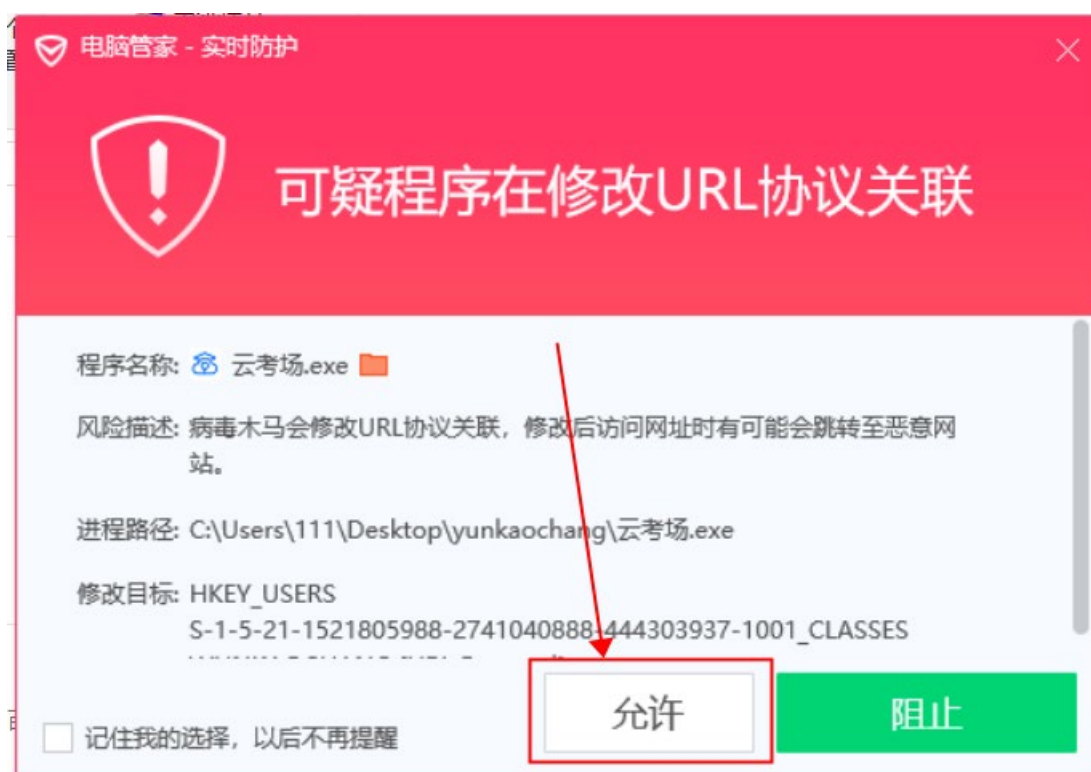 电脑管家 - 实时防护
可疑程序在修改URL协议关联
程序名称: 云考场.exe
风险描述: 病毒木马会修改URL协议关联，修改后访问网址时有可能会跳转至恶意网
站。
进程路径: C:\Users\111\Desktop\yunkaochang\云考场.exe
修改目标: HKEY_USERS
S-1-5-21-1521805988-2741040888-444303937-1001_CLASSES
记住我的选择，以后不再提醒
允许
阻止